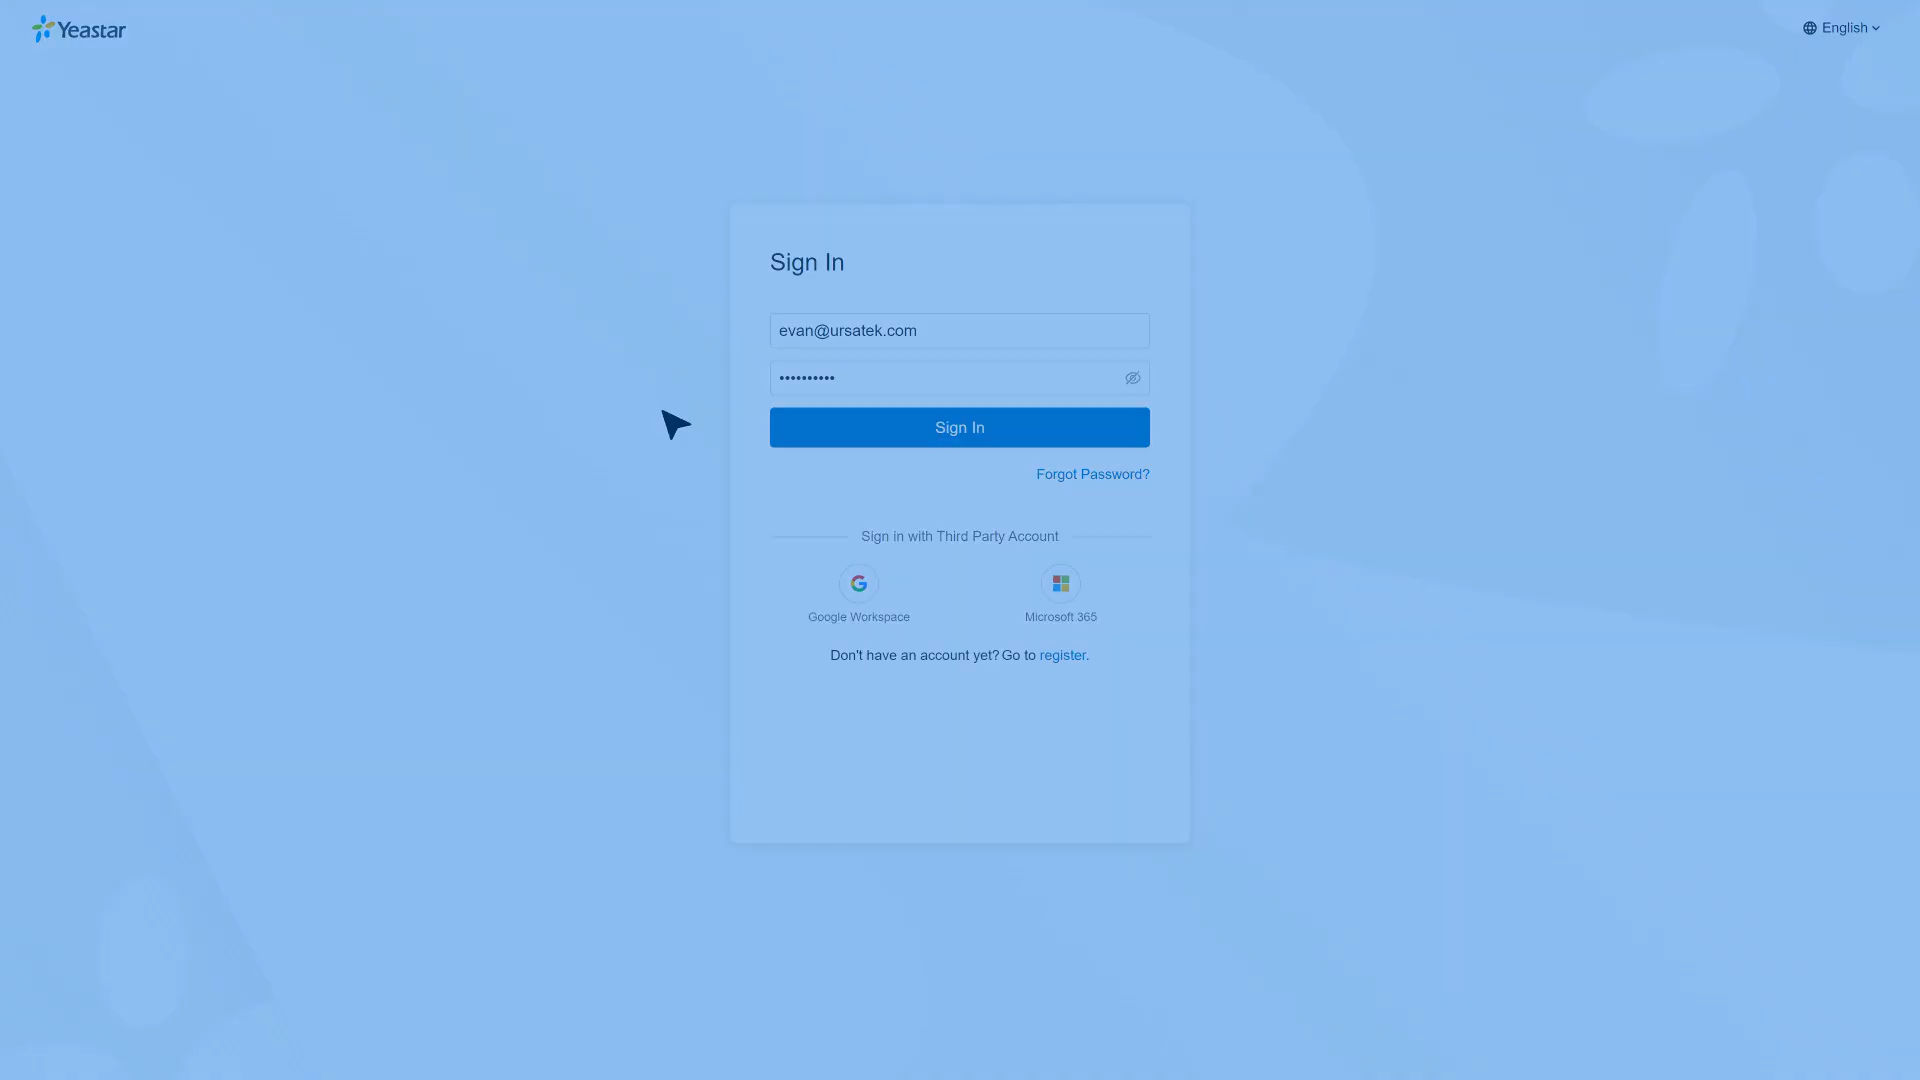 Yeastar
English
Sign In
evan@ursatek.com
••••••••••
Sign In
Forgot Password?
Sign in with Third Party Account
Google Workspace
Microsoft 365
Don't have an account yet? Go to register.